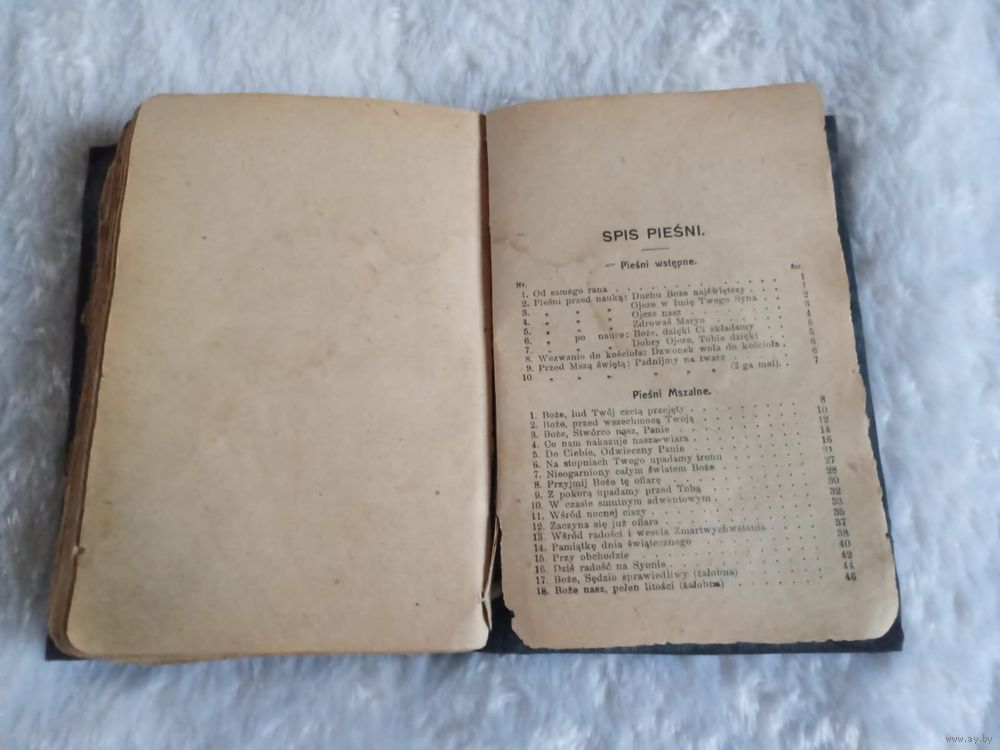 SPIS PIEŚNI.
Pieśni wstępne.
Nr. Str.
1. Od samego rana . . . . . . . . 1
2. Pieśni przed nauką: Duchu Boże najświętszy . . . 1
3. „ „ „ Ojcze w Imię Twego Syna . . 2
4. „ „ „ Ojcze nasz . . . . . . 3
5. „ „ „ Zdrowaś Maryo . . . . . 4
6. „ po nauce: Boże, dzięki Ci składamy . . . 5
7. „ „ „ Dobry Ojcze, Tobie dzięki . . 5
8. Wezwanie do kościoła: Dzwonek woła do kościoła . 6
9. Przed Mszą świętą: Padnijmy na twarz . . . . 6
10. „ „ „ „ „ „ (2-ga mel). . 7
Pieśni Mszalne.
1. Boże, lud Twój czcią przejęty . . . . . . 8
2. Boże, przed wszechmocą Twoją . . . . . . 10
3. Boże, Stwórco nasz, Panie . . . . . . 12
4. Co nam nakazuje nasza wiara . . . . . . 14
5. Do Ciebie, Odwieczny Panie . . . . . . 16
6. Na stopniach Twego upadamy tronu . . . . . 21
7. Nieogarniony całym światem Boże . . . . . 27
8. Przyjmij Boże tę ofiarę . . . . . . 28
9. Z pokorą upadamy przed Tobą . . . . . . 30
10. W czasie smutnym adwentowym . . . . . . 32
11. Wśród nocnej ciszy . . . . . . 33
12. Zaczyna się już ofiara . . . . . . 35
13. Wśród radości i wesela Zmartwychwstania . . . . 37
14. Pamiątkę dnia świątecznego . . . . . . 38
15. Przy obchodzie . . . . . . 40
16. Dziś radość na Syonie . . . . . . 42
17. Boże, Sędzio sprawiedliwy (żałobna) . . . . . 44
18. Boże nasz, pełen litości (żałobna) . . . . . 46
www.ay.by